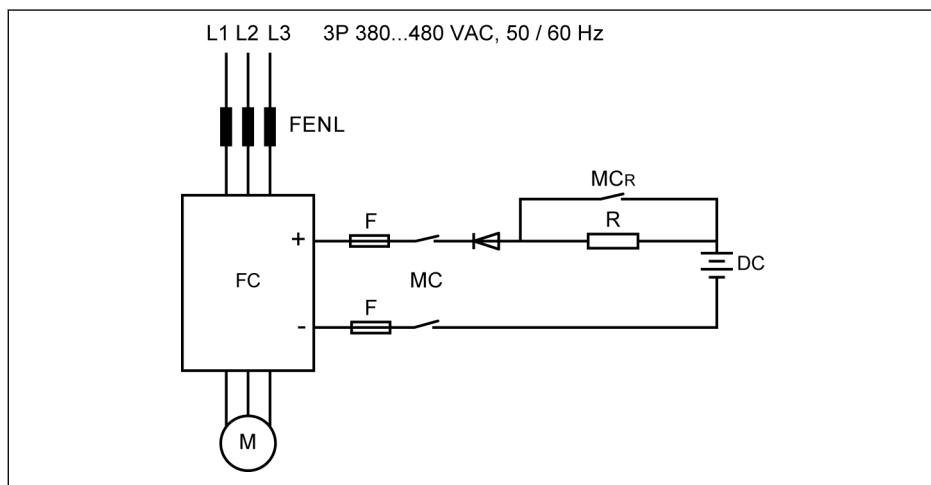 L1 L2 L3 3P 380...480 VAC, 50 / 60 Hz
FENL
MCR
F
R
+
FC
MC
DC
F
-
M